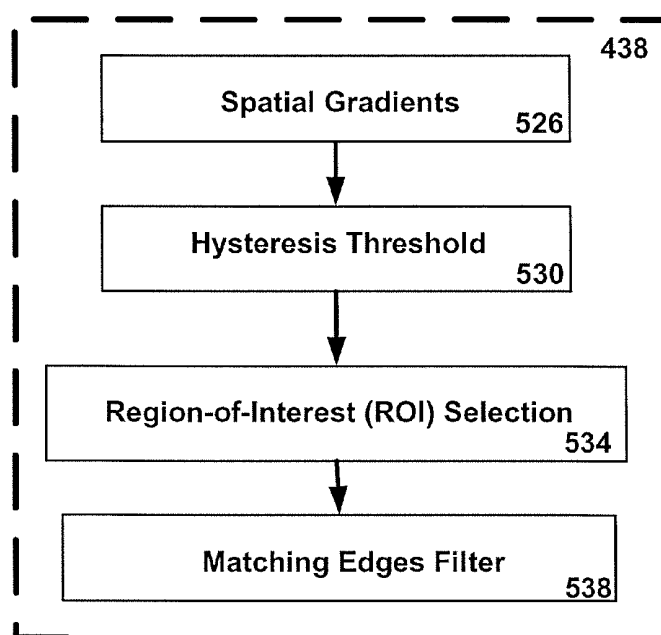 438
Spatial Gradients
526
Hysteresis Threshold
530
Region-of-Interest (ROI) Selection
534
Matching Edges Filter
538